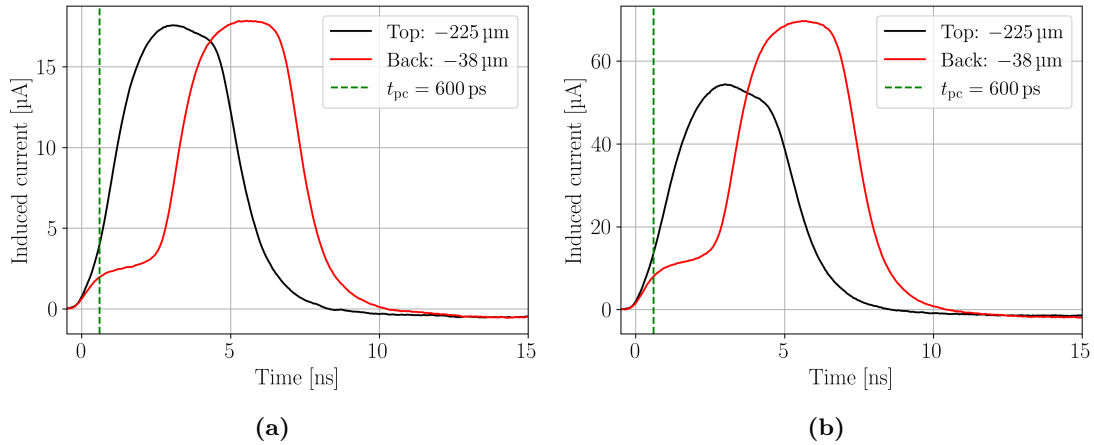 Induced current [µA]
15
10
5
0
Top: −225 µm
Back: −38 µm
t_pc = 600 ps
0
5
10
15
Time [ns]
(a)
Induced current [µA]
60
40
20
0
Top: −225 µm
Back: −38 µm
t_pc = 600 ps
0
5
10
15
Time [ns]
(b)